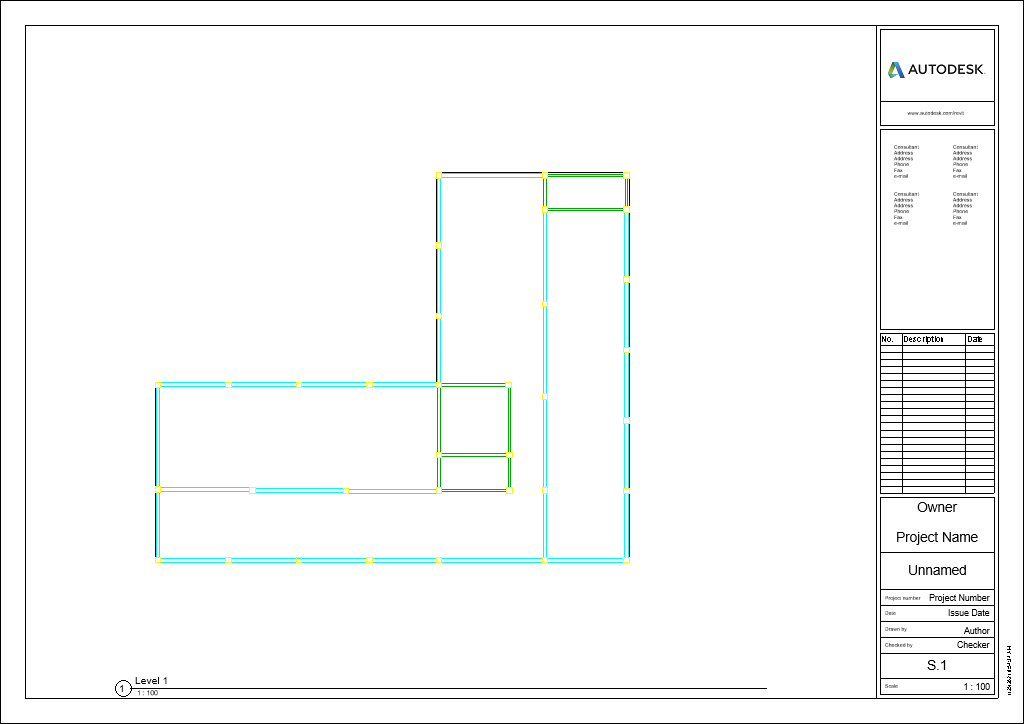 AUTODESK
www.autodesk.com/revit
Consultant
Address
Address
Phone
Fax
e-mail
Consultant
Address
Address
Phone
Fax
e-mail
Consultant
Address
Address
Phone
Fax
e-mail
Consultant
Address
Address
Phone
Fax
e-mail
No. Description Date
Owner
Project Name
Unnamed
Project number Project Number
Date Issue Date
Drawn by Author
Checked by Checker
S.1
Scale 1 : 100
1 Level 1
1 : 100